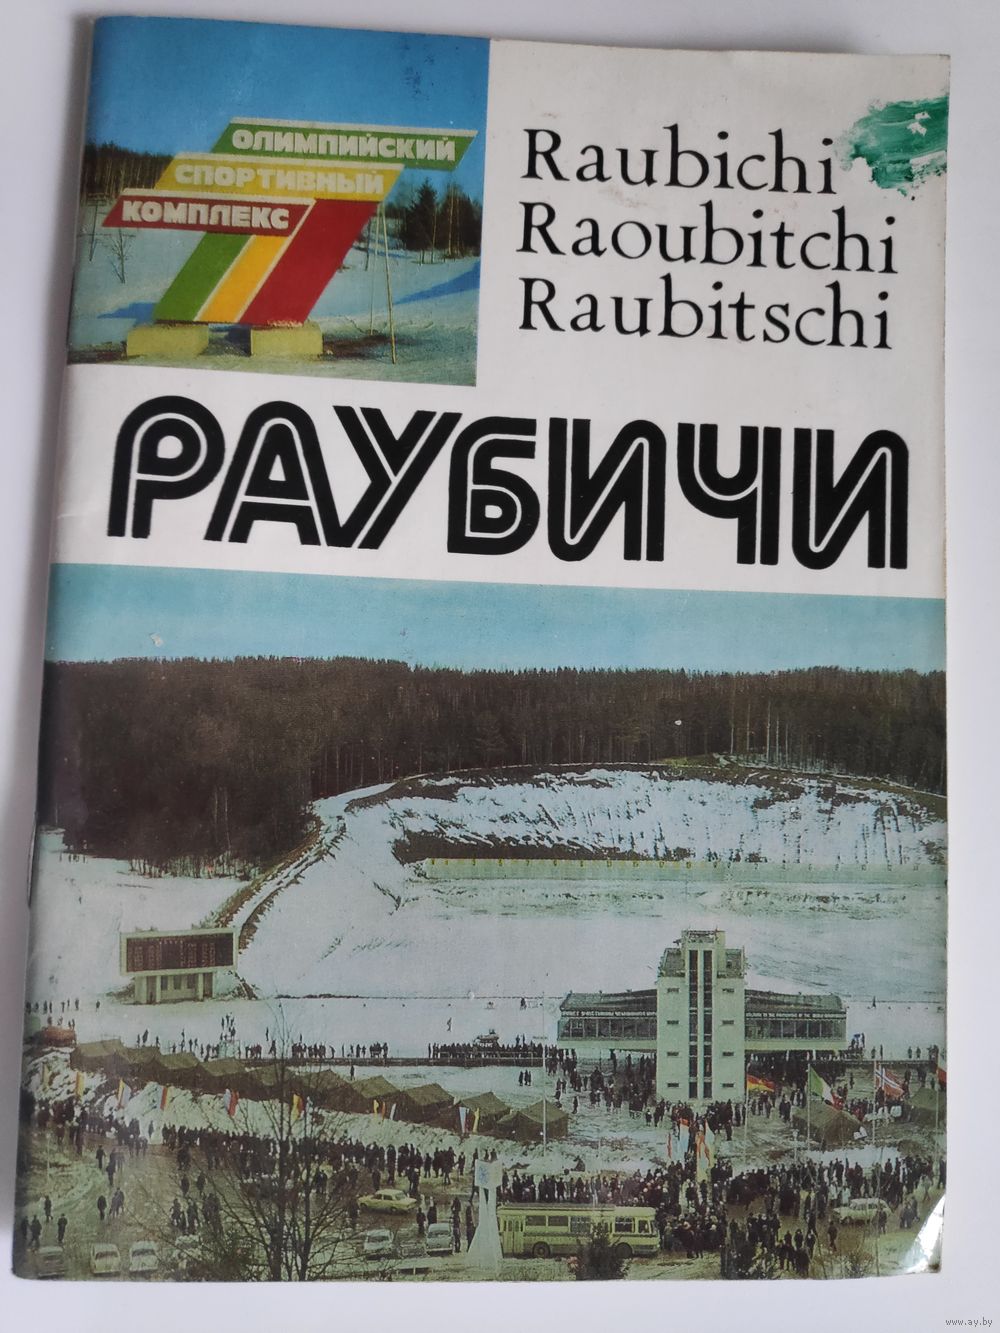 ОЛИМПИЙСКИЙ
СПОРТИВНЫЙ
КОМПЛЕКС
Raubichi
Raoubitchi
Raubitschi
РАУБИЧИ
www.ay.by